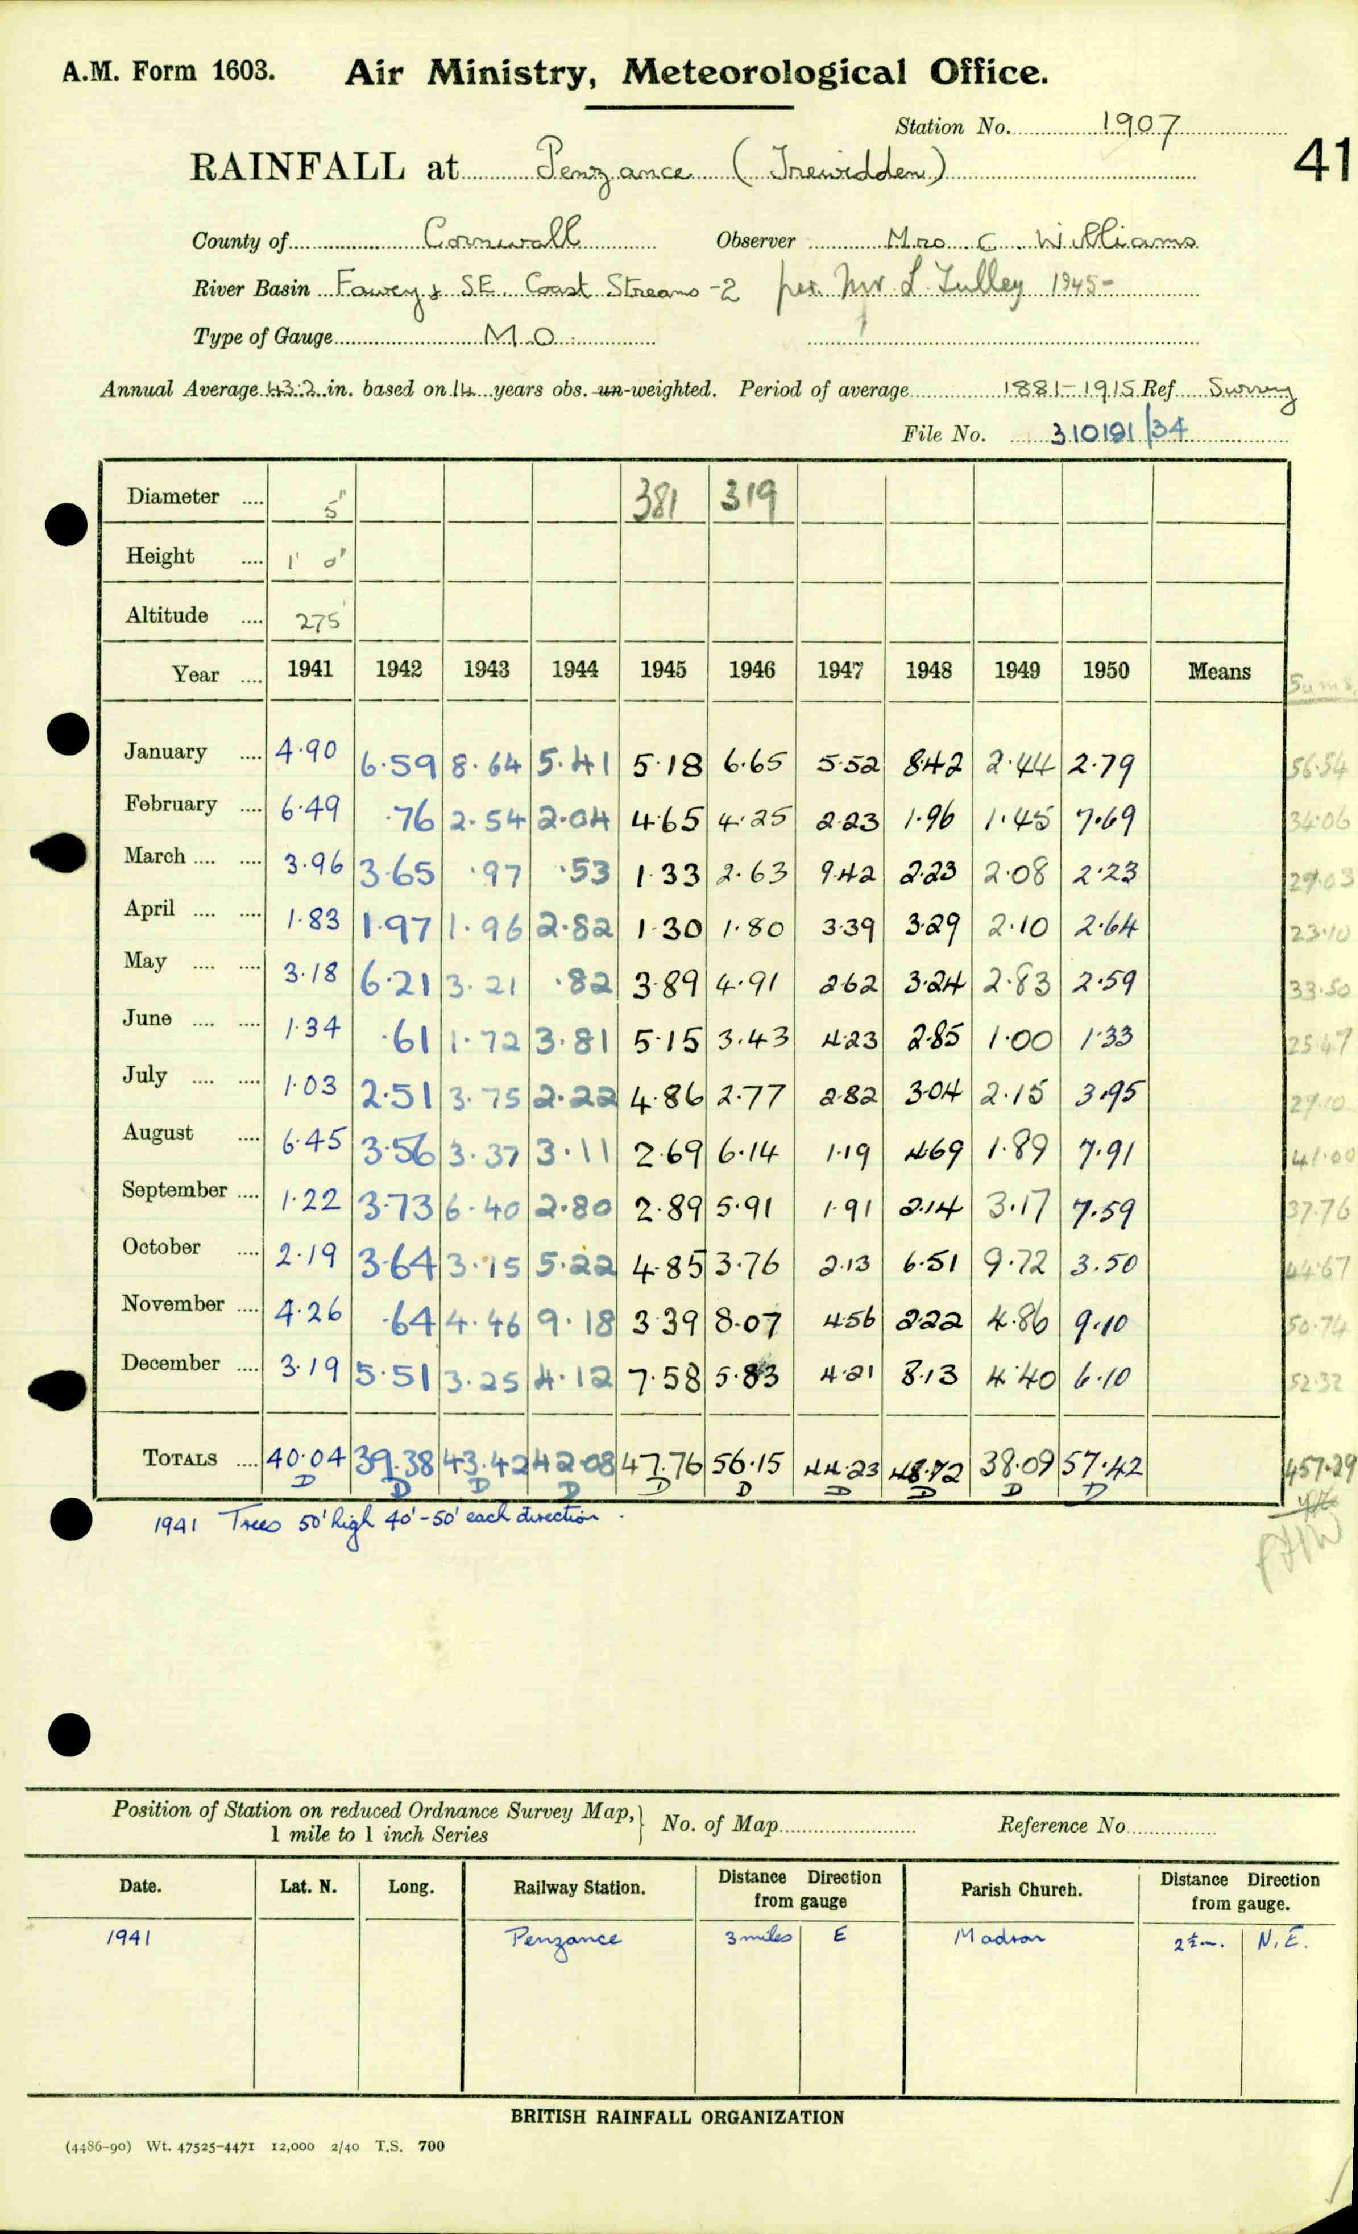 A.M. Form 1603. Air Ministry, Meteorological Office.
Station No. 1907
41
RAINFALL at Penzance (Trewidden)
County of Cornwall Observer Mrs C. Williams
River Basin Fowey & S.E. Coast Streams -2 per Mr L. Tulley 1945-
Type of Gauge M.O.
Annual Average 43.2 in. based on 14 years obs. un-weighted. Period of average 1881-1915 Ref Survey
File No. 310191/34
Diameter .... 5" 381 319
Height .... 1' 0"
Altitude .... 275'
Year .... 1941 1942 1943 1944 1945 1946 1947 1948 1949 1950 Means Sums
January .... 4.90 6.59 8.64 5.41 5.18 6.65 5.52 8.42 2.44 2.79 56.54
February .... 6.49 .76 2.54 2.04 4.65 4.25 2.23 1.96 1.45 7.69 34.06
March .... .... 3.96 3.65 .97 .53 1.33 2.63 9.42 2.23 2.08 2.23 29.03
April .... .... 1.83 1.97 1.96 2.82 1.30 1.80 3.39 3.29 2.10 2.64 23.10
May .... .... 3.18 6.21 3.21 .82 3.89 4.91 2.62 3.24 2.83 2.59 33.50
June .... .... 1.34 .61 1.72 3.81 5.15 3.43 4.23 2.85 1.00 1.33 25.47
July .... .... 1.03 2.51 3.75 2.22 4.86 2.77 2.82 3.04 2.15 3.95 29.10
August .... 6.45 3.56 3.37 3.11 2.69 6.14 1.19 4.69 1.89 7.91 41.00
September .... 1.22 3.73 6.40 2.80 2.89 5.91 1.91 2.14 3.17 7.59 37.76
October .... 2.19 3.64 3.15 5.22 4.85 3.76 2.13 6.51 9.72 3.50 44.67
November .... 4.26 .64 4.46 9.18 3.39 8.07 4.56 2.22 4.86 9.10 50.74
December .... 3.19 5.51 3.25 4.12 7.58 5.83 4.21 8.13 4.40 6.10 52.32
TOTALS .... 40.04 39.38 43.42 42.08 47.76 56.15 44.23 48.72 38.09 57.42 457.29
D D D D D D D D D D
1941 Trees 50' high 40'-50' each direction.
Position of Station on reduced Ordnance Survey Map, 1 mile to 1 inch Series } No. of Map Reference No.
Date. Lat. N. Long. Railway Station. Distance Direction from gauge Parish Church. Distance Direction from gauge.
1941 Penzance 3 miles E Madron 2½m. N.E.
BRITISH RAINFALL ORGANIZATION
(4486-90) Wt. 47525-4471 12,000 2/40 T.S. 700